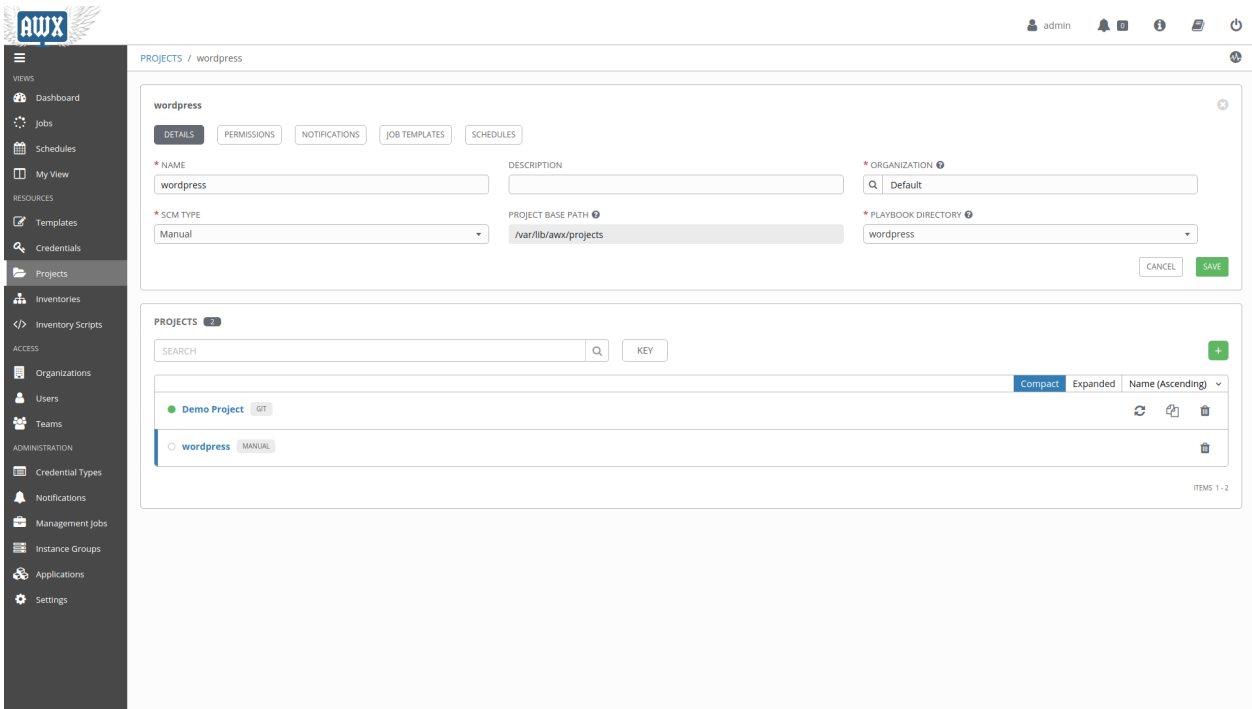 AWX
admin
0
PROJECTS / wordpress
VIEWS
Dashboard
Jobs
Schedules
My View
RESOURCES
Templates
Credentials
Projects
Inventories
Inventory Scripts
ACCESS
Organizations
Users
Teams
ADMINISTRATION
Credential Types
Notifications
Management Jobs
Instance Groups
Applications
Settings
wordpress
DETAILS PERMISSIONS NOTIFICATIONS JOB TEMPLATES SCHEDULES
* NAME DESCRIPTION * ORGANIZATION
wordpress Default
* SCM TYPE PROJECT BASE PATH * PLAYBOOK DIRECTORY
Manual /var/lib/awx/projects wordpress
CANCEL SAVE
PROJECTS 2
SEARCH KEY +
Compact Expanded Name (Ascending)
Demo Project GIT
wordpress MANUAL
ITEMS 1 - 2